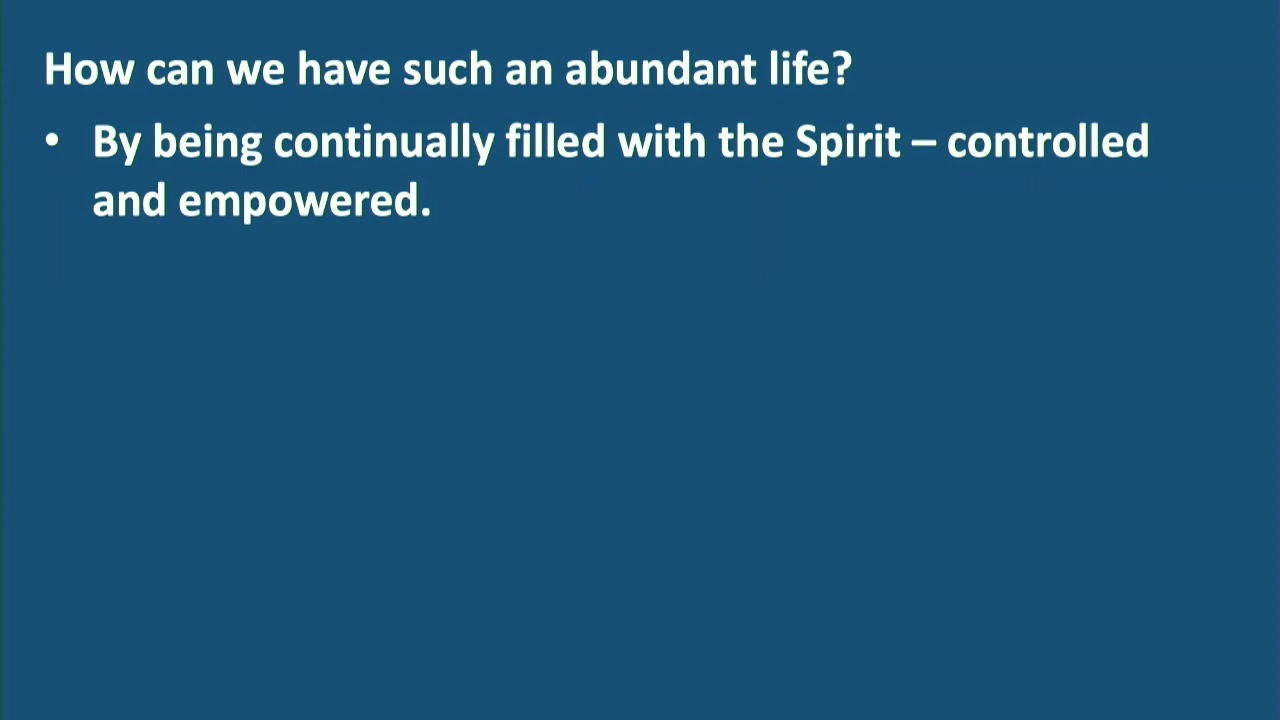 How can we have such an abundant life?
• By being continually filled with the Spirit – controlled
and empowered.